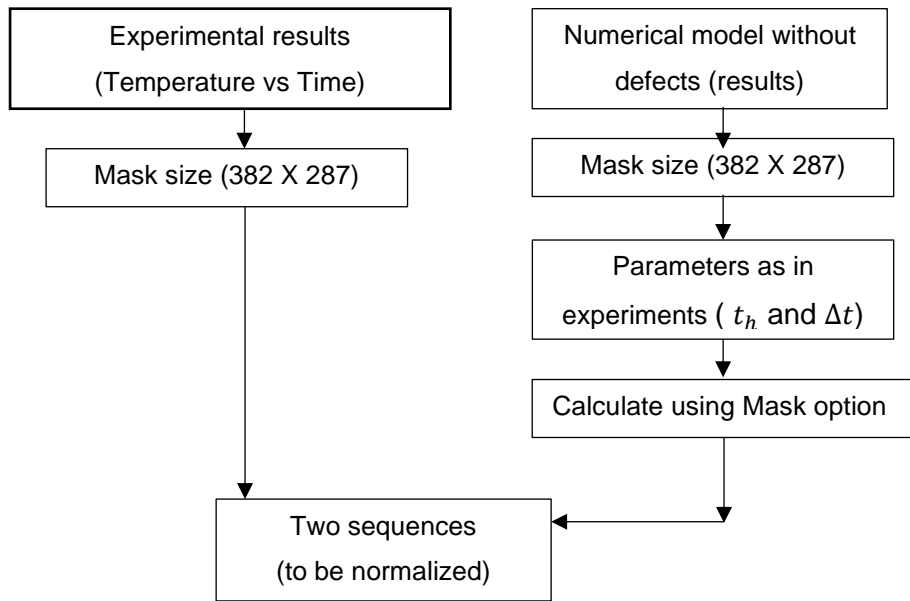 Experimental results
(Temperature vs Time)
Mask size (382 X 287)
Numerical model without
defects (results)
Mask size (382 X 287)
Parameters as in
experiments ( tₕ and Δt)
Calculate using Mask option
Two sequences
(to be normalized)